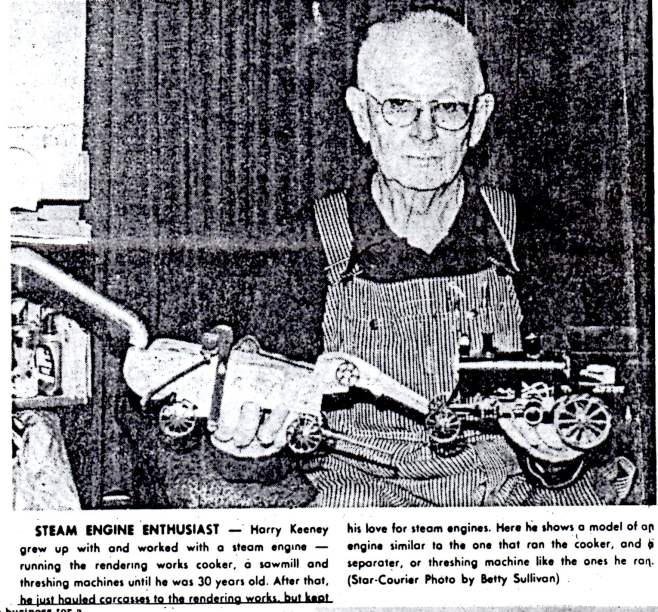 STEAM ENGINE ENTHUSIAST — Harry Keeney
grew up with and worked with a steam engine —
running the rendering works cooker, a sawmill and
threshing machines until he was 30 years old. After that,
he just hauled carcasses to the rendering works, but kept
his love for steam engines. Here he shows a model of an
engine similar to the one that ran the cooker, and a
separater, or threshing machine like the ones he ran.
(Star-Courier Photo by Betty Sullivan)
business for a